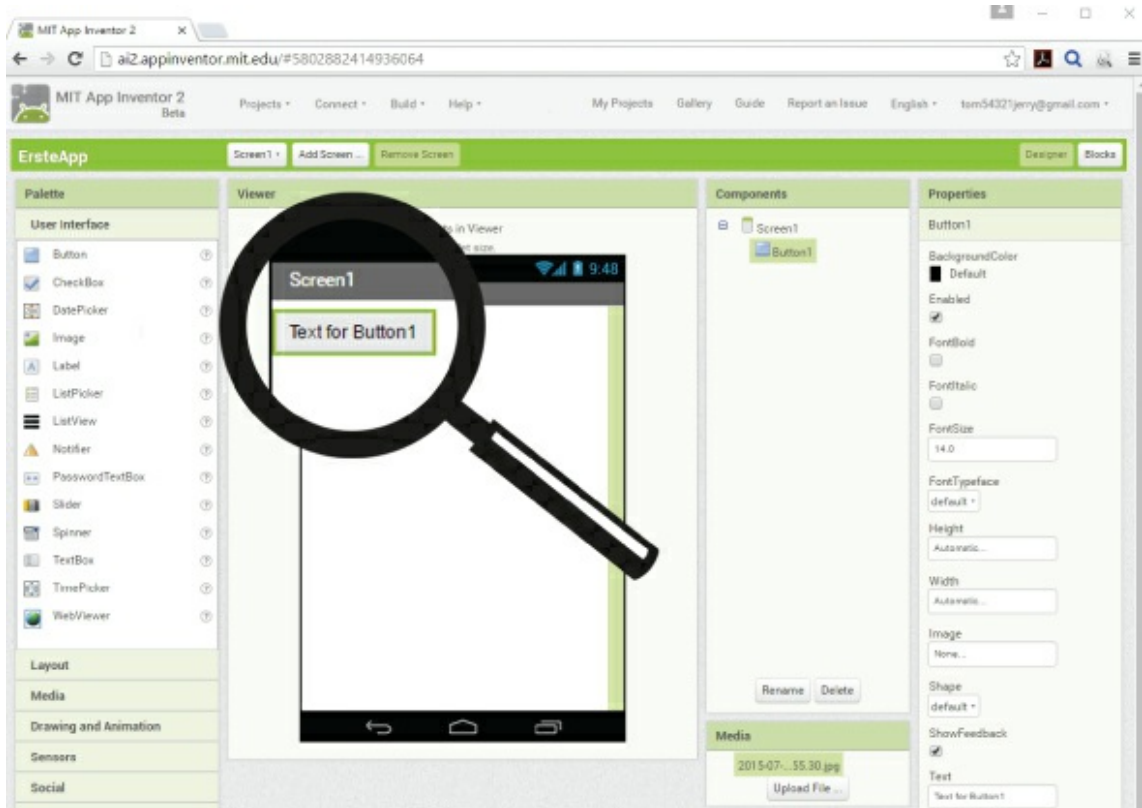 MIT App Inventor 2
ai2.appinventor.mit.edu/#5802882414936064
MIT App Inventor 2
Beta
Projects Connect Build Help My Projects Gallery Guide Report an Issue English tom54321jerry@gmail.com
ErsteApp Screen1 Add Screen ... Remove Screen Designer Blocks
Palette
User Interface
Button
CheckBox
DatePicker
Image
Label
ListPicker
ListView
Notifier
PasswordTextBox
Slider
Spinner
TextBox
TimePicker
WebViewer
Layout
Media
Drawing and Animation
Sensors
Social
Viewer
in Viewer
size.
9:48
Screen1
Text for Button1
Components
Screen1
Button1
Rename Delete
Media
2015-07-...55.30.jpg
Upload File ...
Properties
Button1
BackgroundColor
Default
Enabled
FontBold
FontItalic
FontSize
14.0
FontTypeface
default
Height
Automatic...
Width
Automatic...
Image
None...
Shape
default
ShowFeedback
Text
Text for Button1